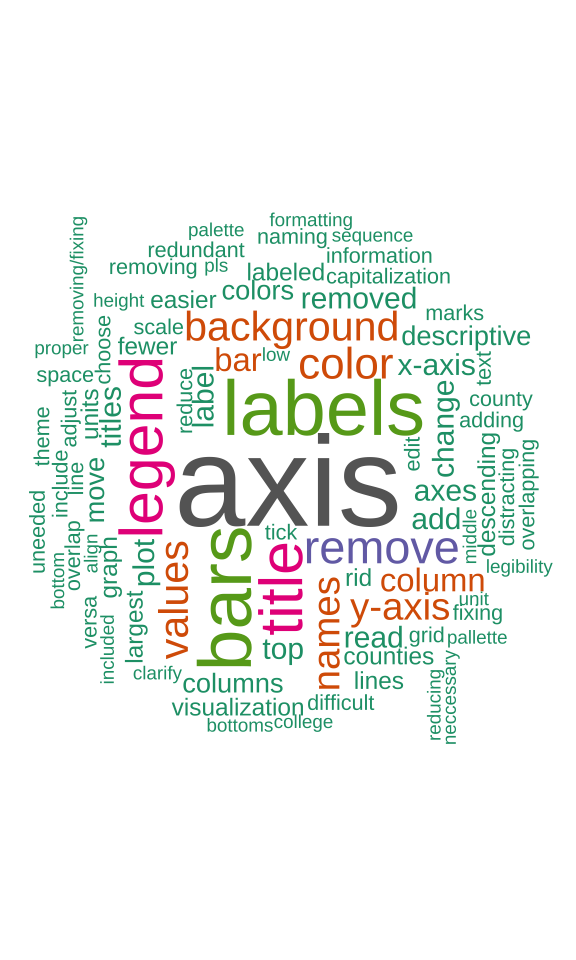 formatting
palette
naming
sequence
redundant
information
removing
pls
labeled
capitalization
removing/fixing
height
easier
colors
removed
marks
scale
background
descriptive
proper
fewer
bar
low
color
x-axis
text
choose
space
reduce
label
labels
change
county
adding
theme
adjust
units
titles
legend
axis
edit
include
line
move
axes
descending
distracting
overlapping
add
middle
uneeded
bottom
overlap
align
graph
plot
values
bars
tick
title
remove
legibility
names
rid
column
y-axis
unit
fixing
versa
included
largest
top
read
grid
pallette
counties
clarify
columns
lines
reducing
neccessary
visualization
difficult
bottoms
college